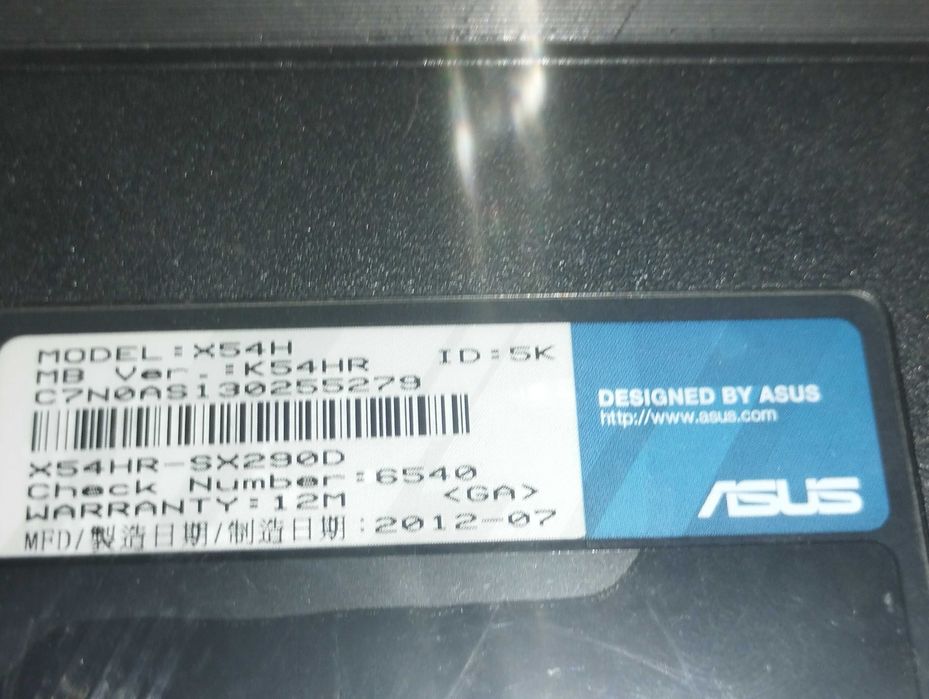 MODEL:X54H ID:5K
MB Ver.:K54HR
C7N0AS130255279
X54HR-SX290D
Check Number:6540
WARRANTY:12M <GA>
MFD/製造日期/制造日期:2012-07
DESIGNED BY ASUS
http://www.asus.com
ASUS